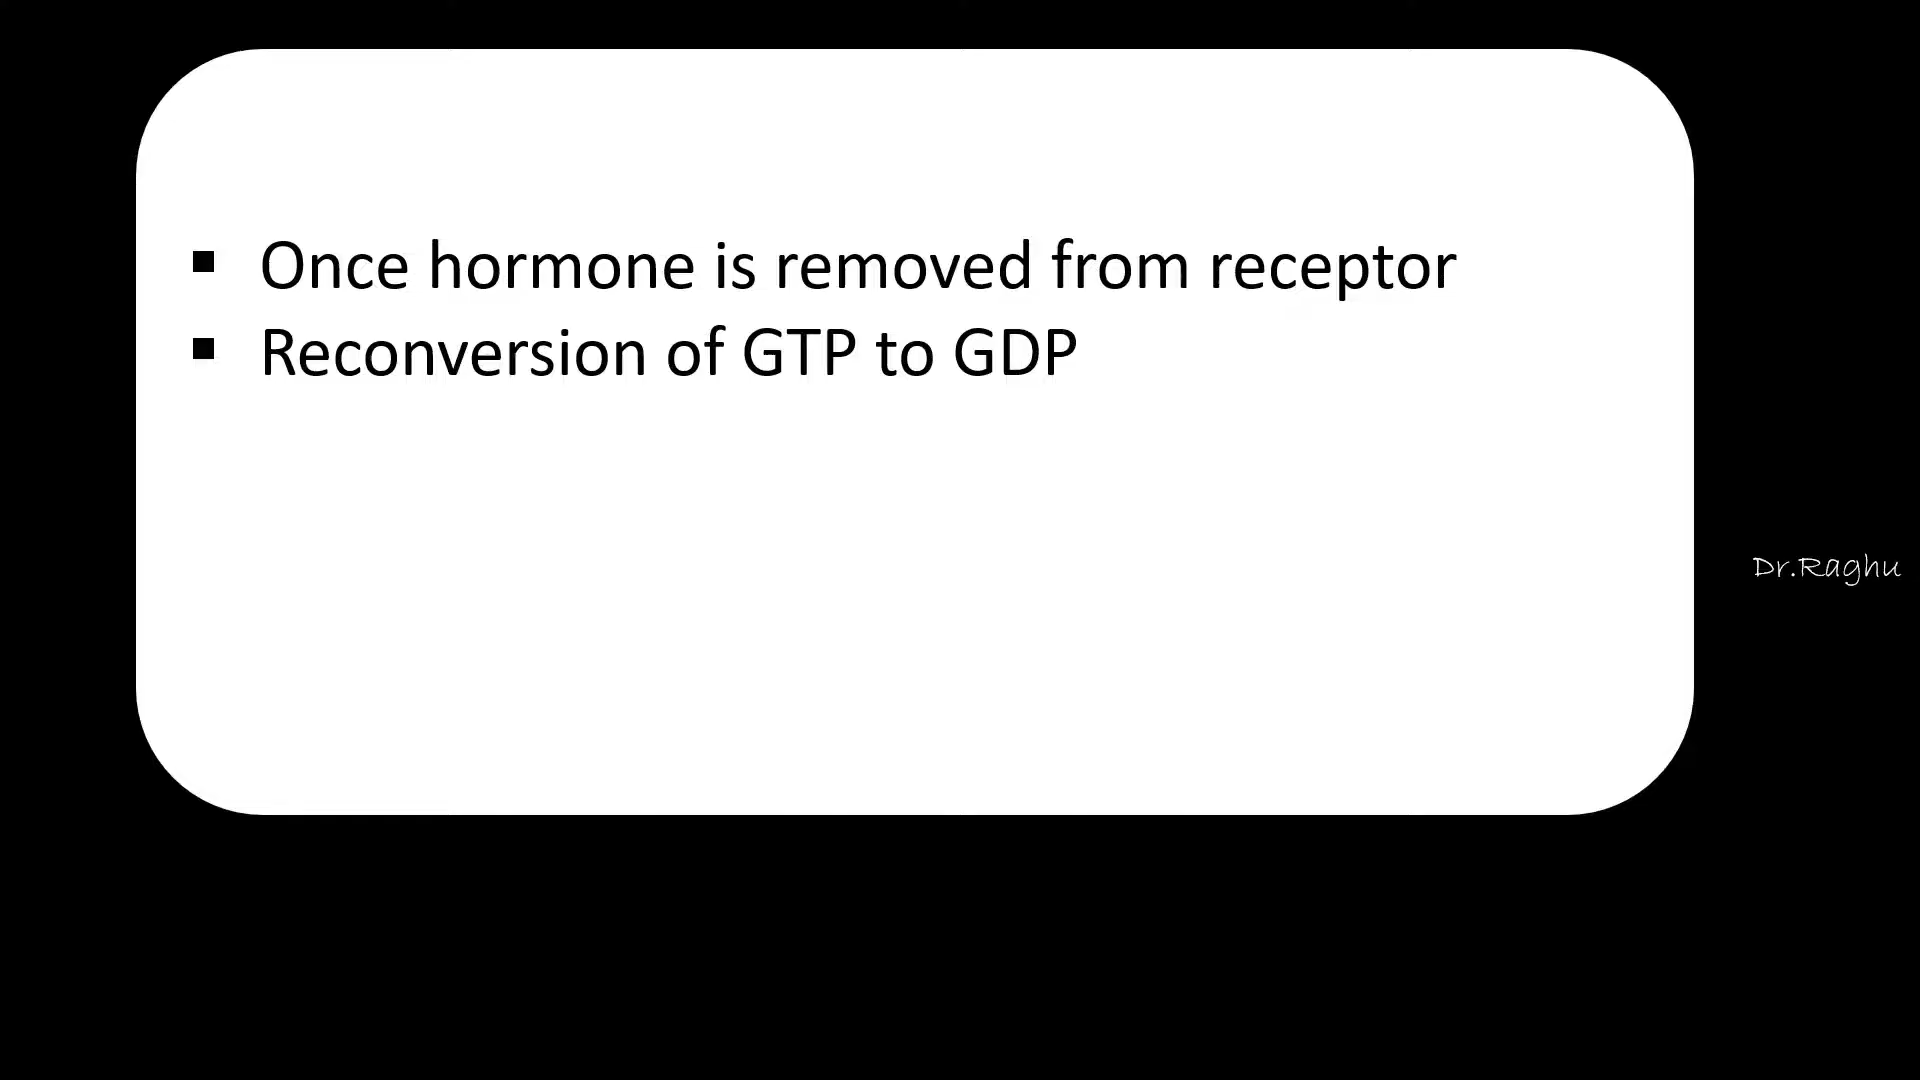 ▪ Once hormone is removed from receptor
▪ Reconversion of GTP to GDP
Dr.Raghu